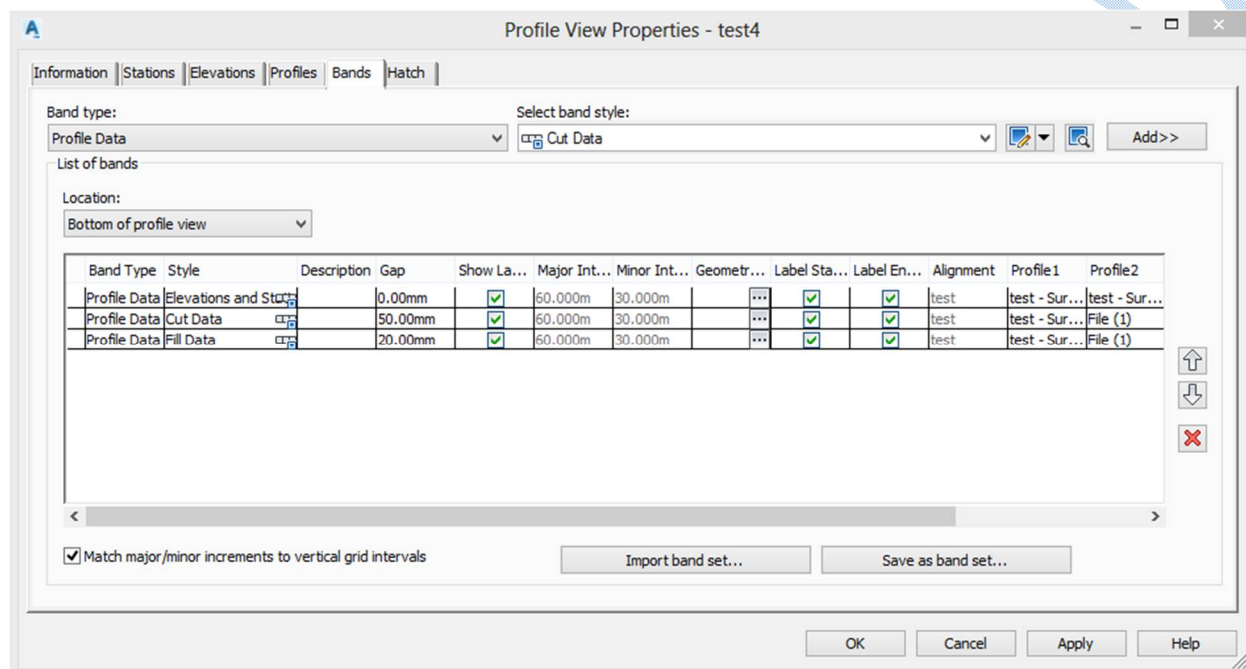 Profile View Properties - test4
Information Stations Elevations Profiles Bands Hatch
Band type: Select band style:
Profile Data Cut Data Add>>
List of bands
Location:
Bottom of profile view
Band Type Style Description Gap Show La... Major Int... Minor Int... Geometr... Label Sta... Label En... Alignment Profile1 Profile2
Profile Data Elevations and 0.00mm 60.000m 30.000m ... test test - Sur... test - Sur...
Profile Data Cut Data 50.00mm 60.000m 30.000m ... test test - Sur... File (1)
Profile Data Fill Data 20.00mm 60.000m 30.000m ... test test - Sur... File (1)
Match major/minor increments to vertical grid intervals Import band set... Save as band set...
OK Cancel Apply Help